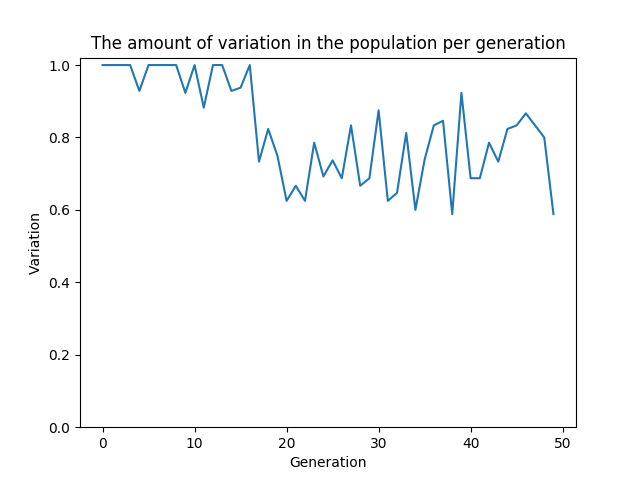 The amount of variation in the population per generation
1.0
0.8
0.6
0.4
0.2
0.0
Variation
0 10 20 30 40 50
Generation